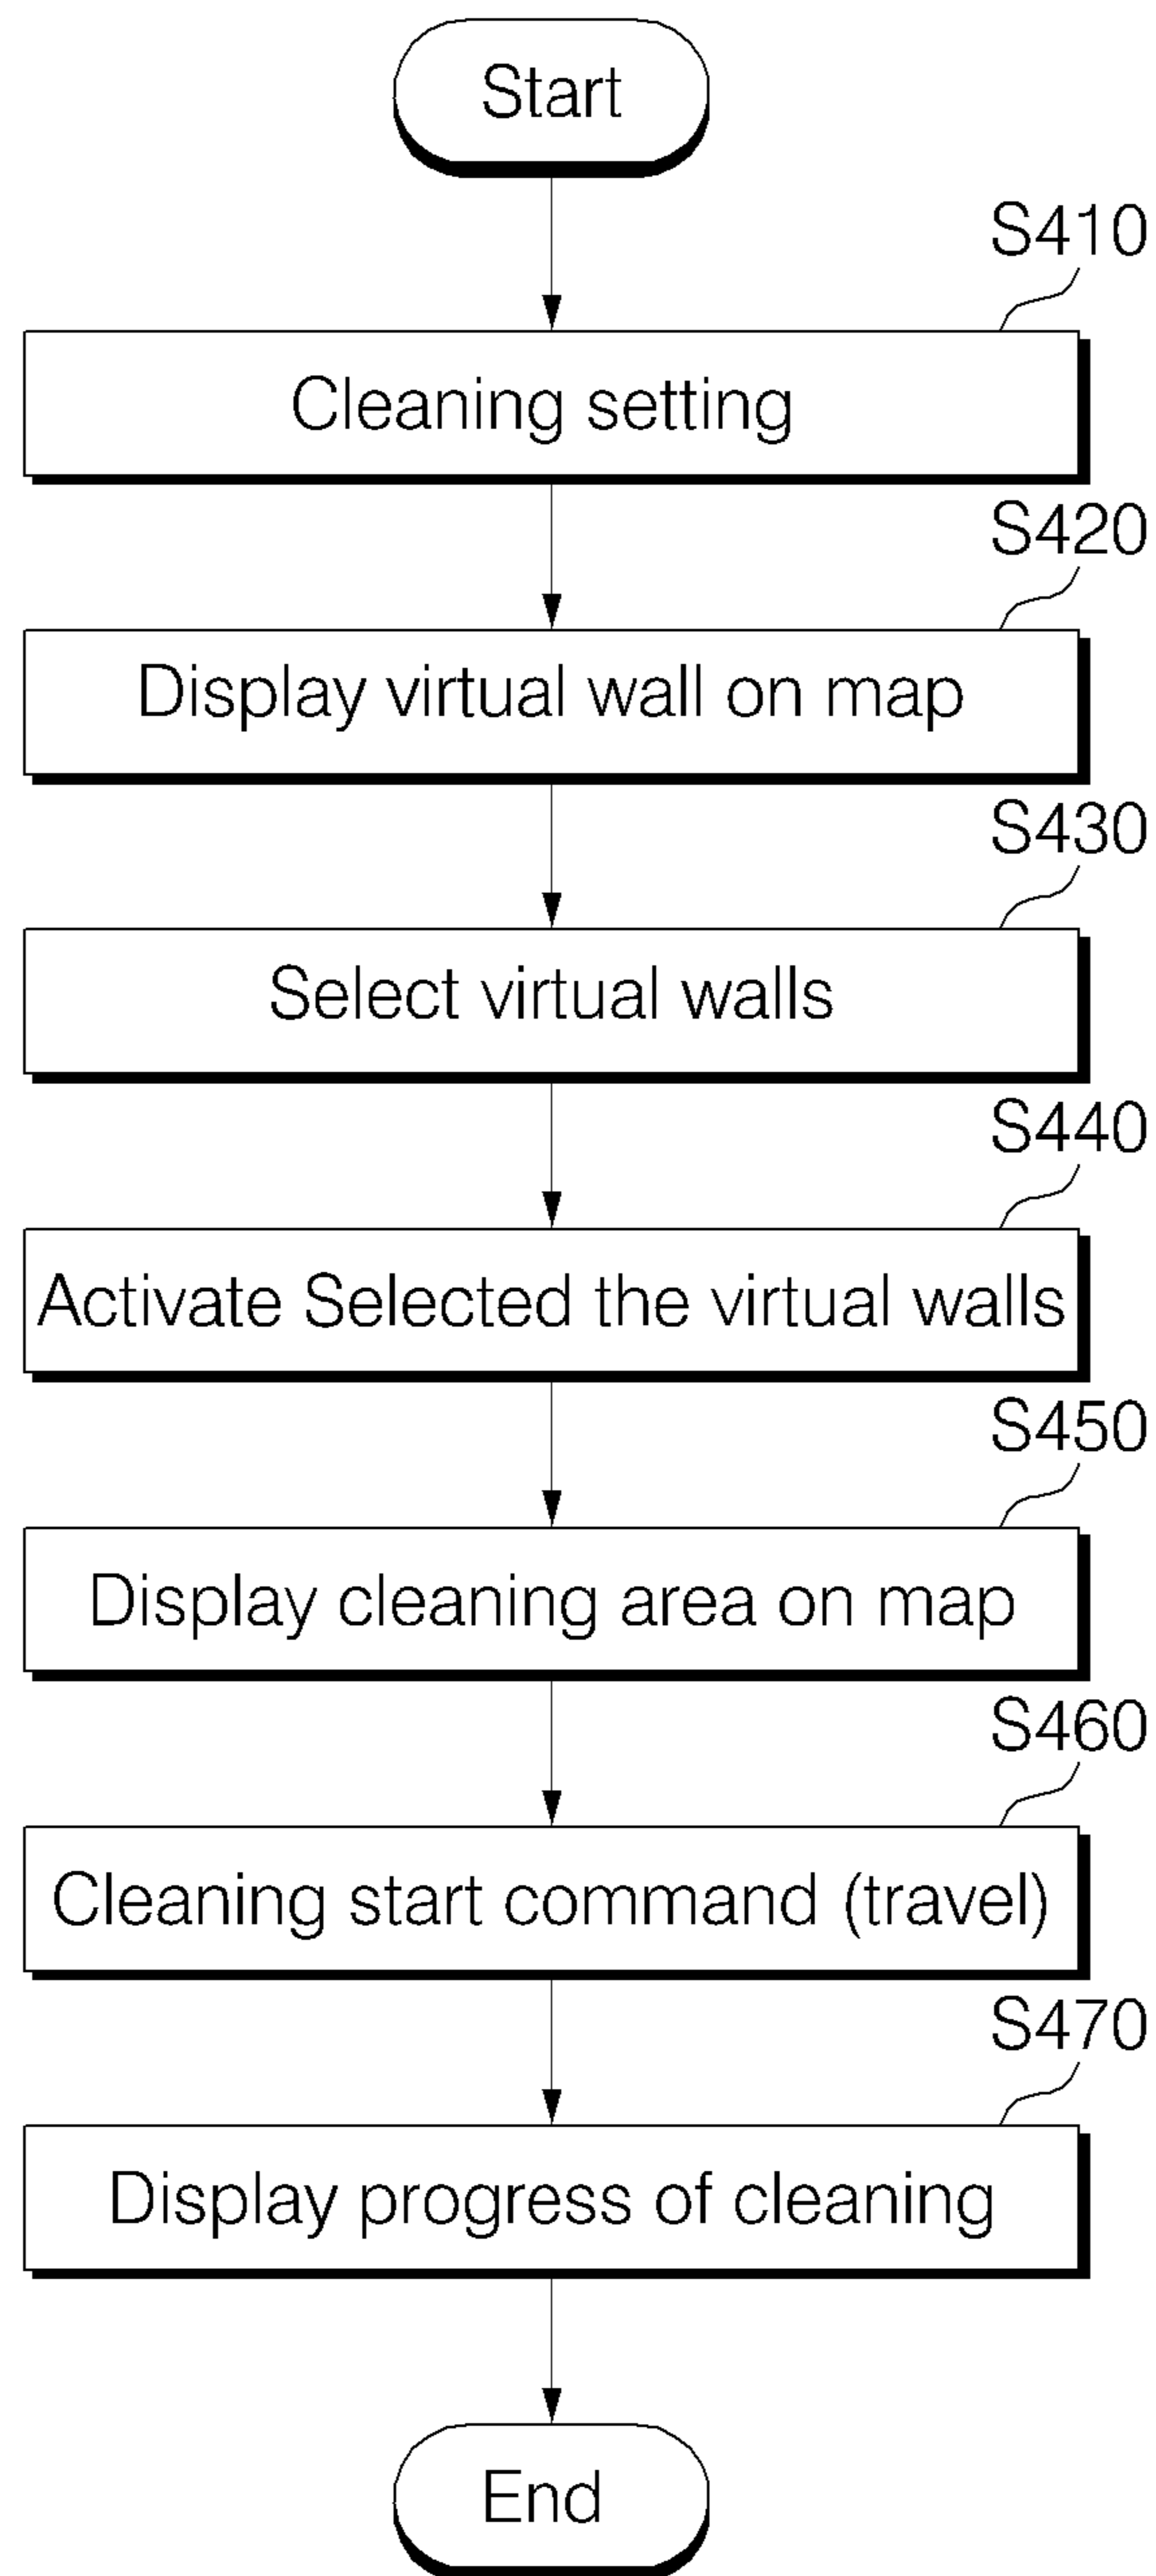 Start
S410
Cleaning setting
S420
Display virtual wall on map
S430
Select virtual walls
S440
Activate Selected the virtual walls
S450
Display cleaning area on map
S460
Cleaning start command (travel)
S470
Display progress of cleaning
End